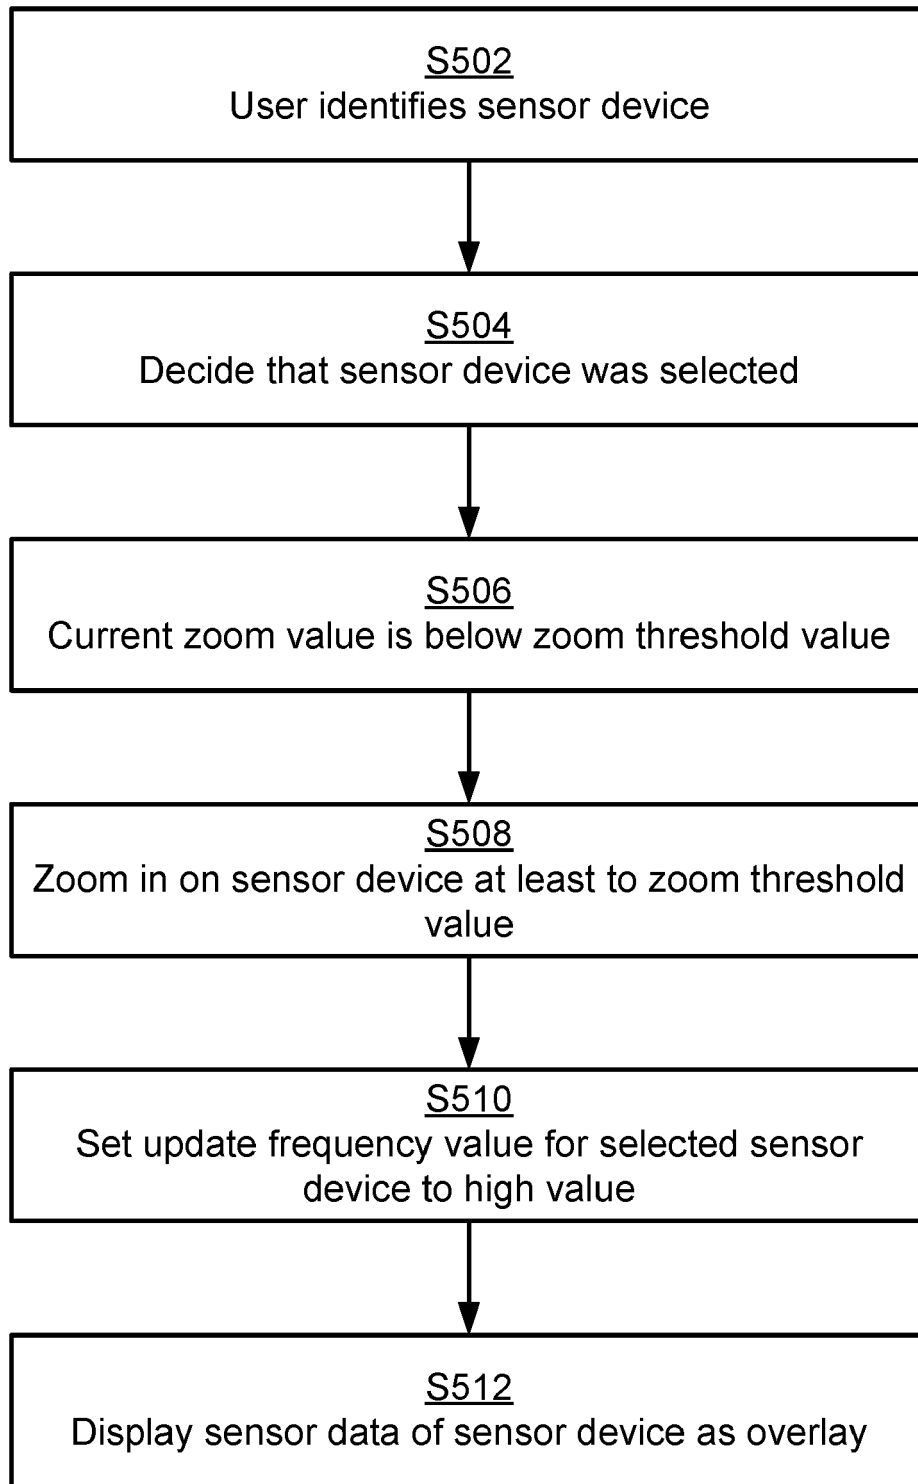 S502
User identifies sensor device
S504
Decide that sensor device was selected
S506
Current zoom value is below zoom threshold value
S508
Zoom in on sensor device at least to zoom threshold
value
S510
Set update frequency value for selected sensor
device to high value
S512
Display sensor data of sensor device as overlay